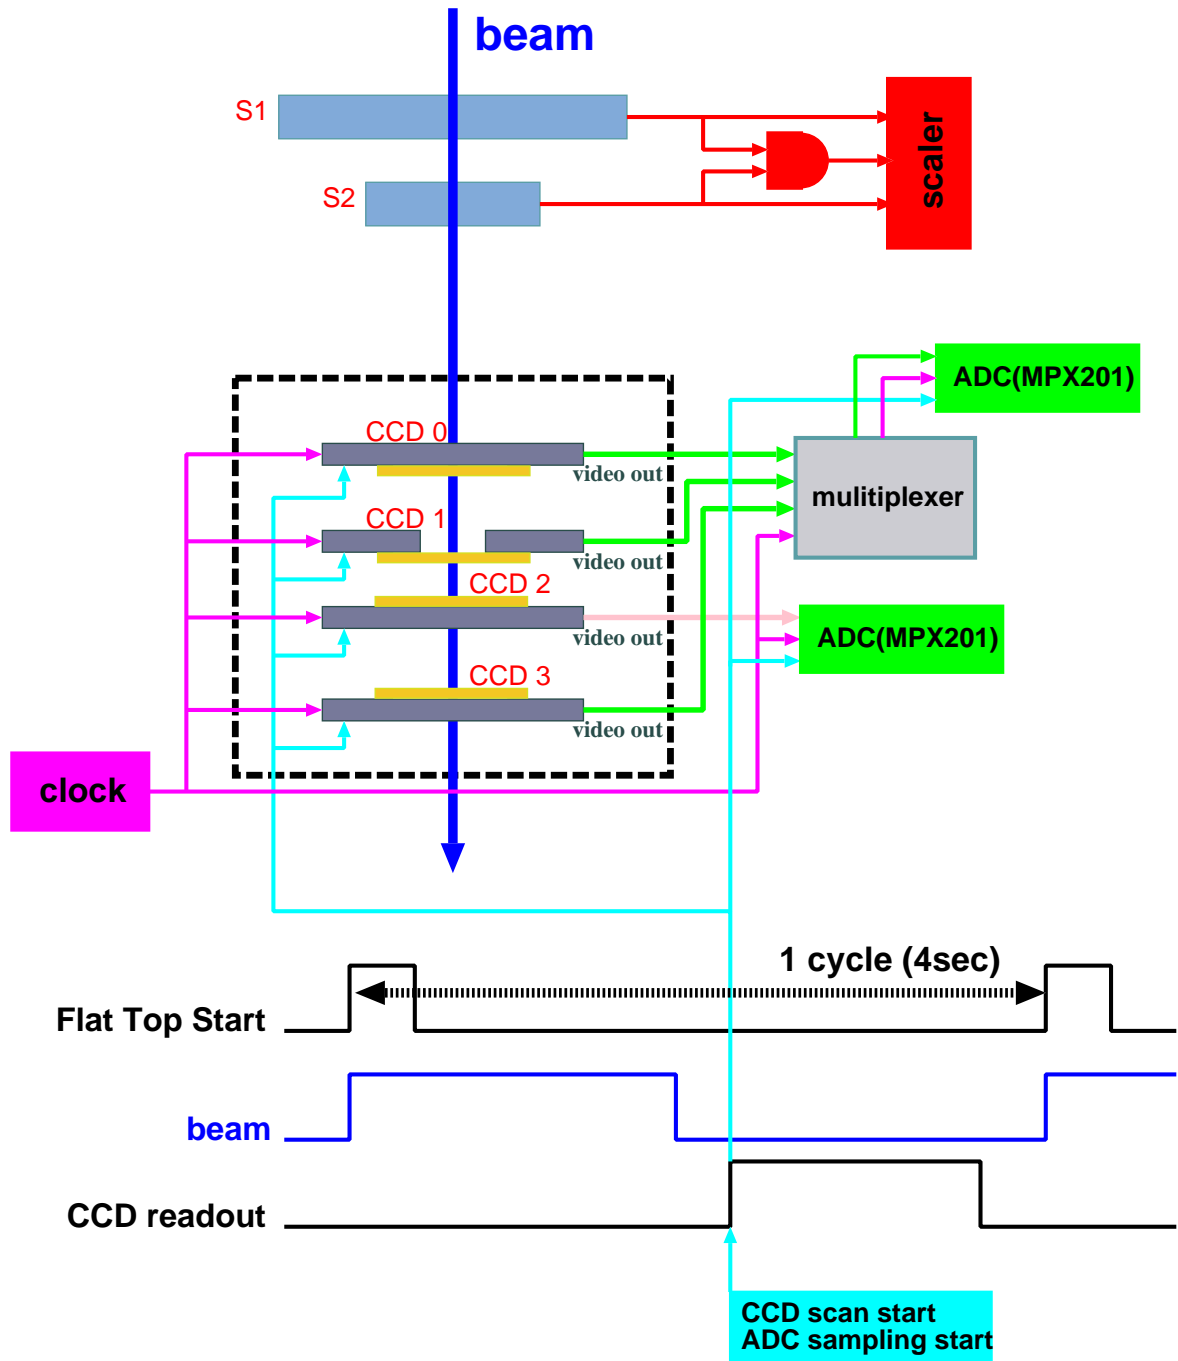 beam
S1
scaler
S2
ADC(MPX201)
CCD 0
video out
mulitiplexer
CCD 1
video out
CCD 2
video out
ADC(MPX201)
CCD 3
video out
clock
1 cycle (4sec)
Flat Top Start
beam
CCD readout
CCD scan start
ADC sampling start